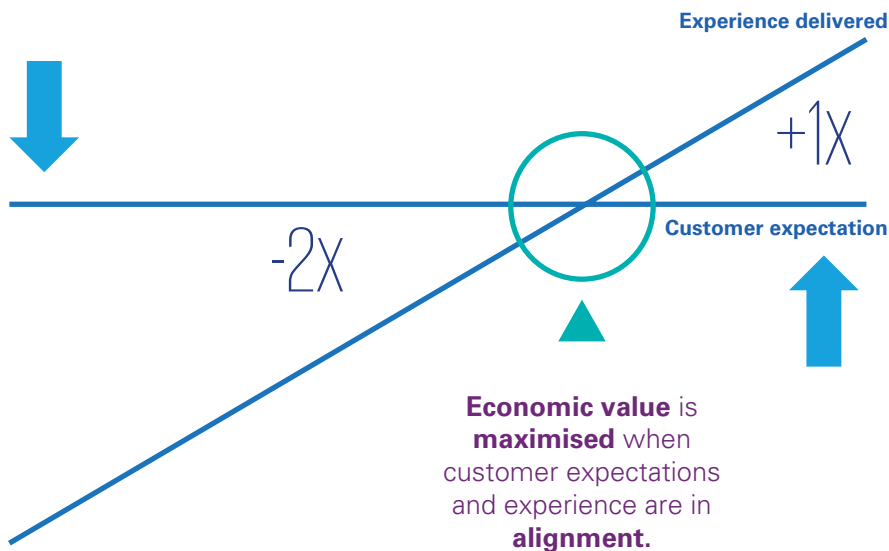 Experience delivered
+1X
Customer expectation
-2X
Economic value is
maximised when
customer expectations
and experience are in
alignment.